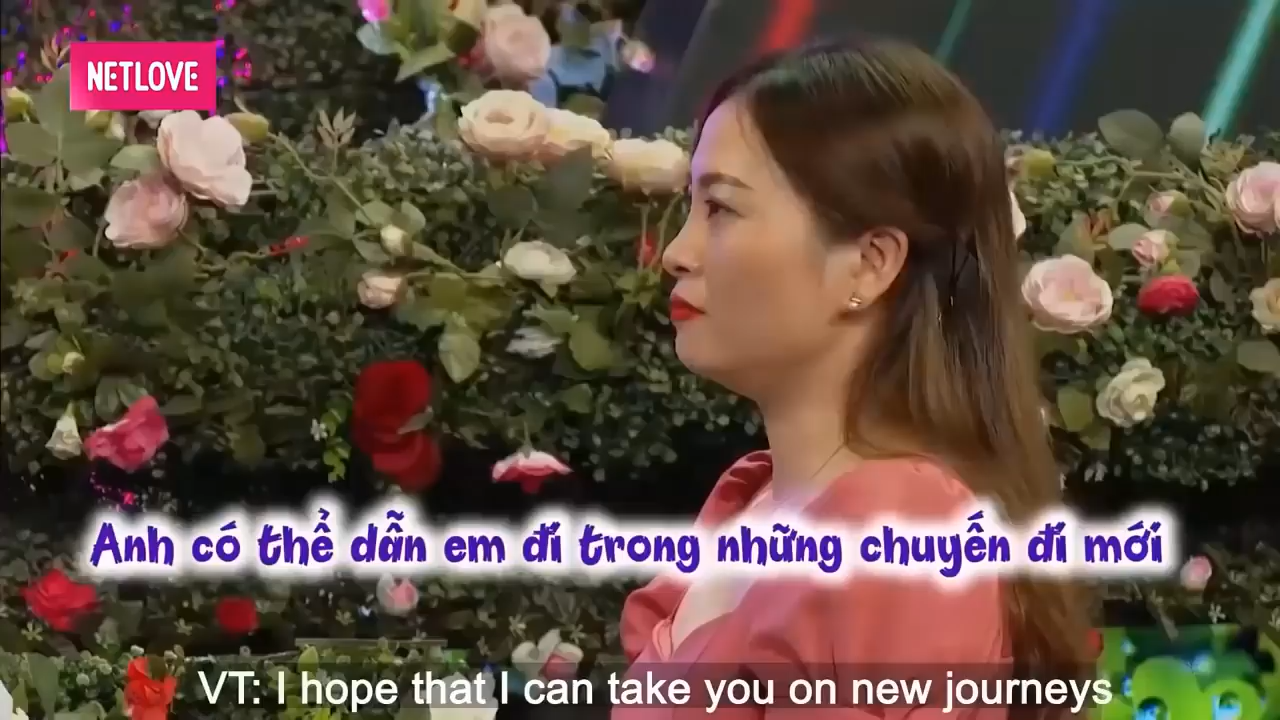 NETLOVE
Anh có thể dẫn em đi trong những chuyến đi mới
VT: I hope that I can take you on new journeys